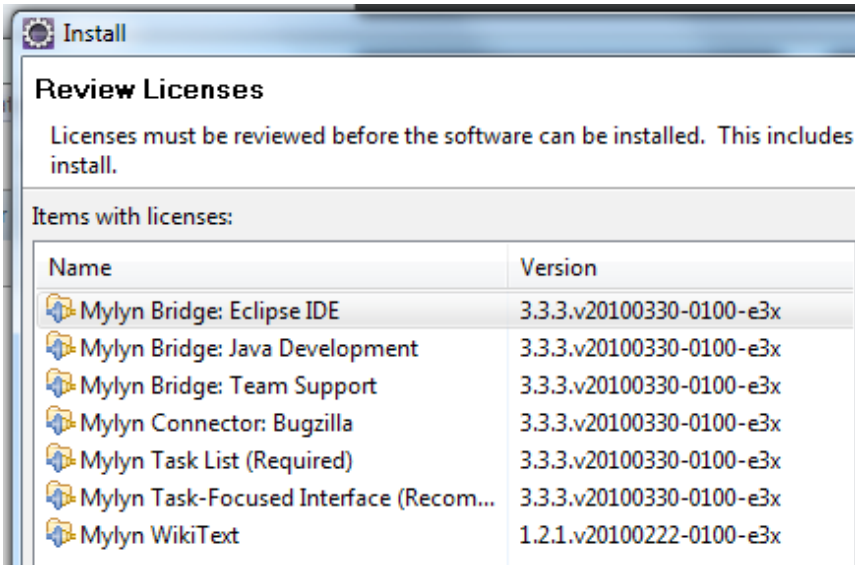 Install
Review Licenses
Licenses must be reviewed before the software can be installed. This includes
install.
Items with licenses:
Name Version
Mylyn Bridge: Eclipse IDE 3.3.3.v20100330-0100-e3x
Mylyn Bridge: Java Development 3.3.3.v20100330-0100-e3x
Mylyn Bridge: Team Support 3.3.3.v20100330-0100-e3x
Mylyn Connector: Bugzilla 3.3.3.v20100330-0100-e3x
Mylyn Task List (Required) 3.3.3.v20100330-0100-e3x
Mylyn Task-Focused Interface (Recom... 3.3.3.v20100330-0100-e3x
Mylyn WikiText 1.2.1.v20100222-0100-e3x